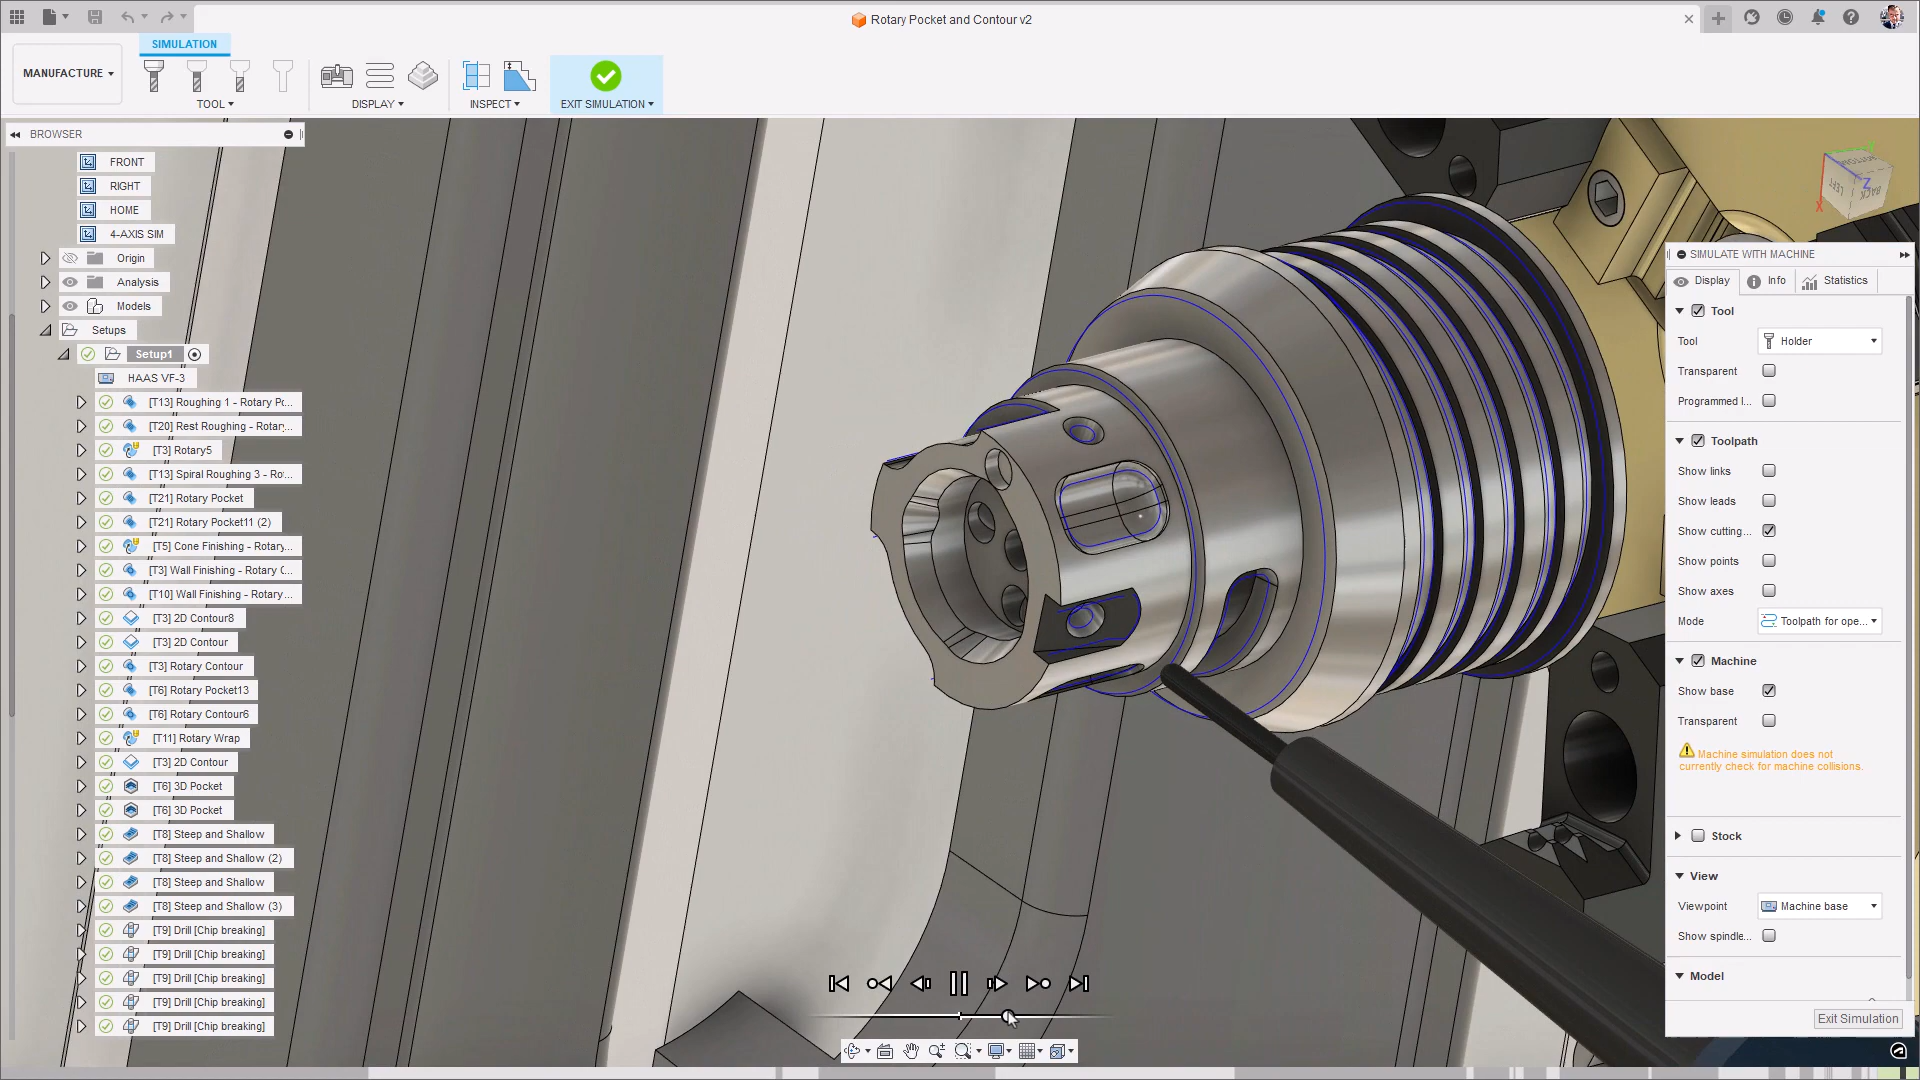 Rotary Pocket and Contour v2
SIMULATION
MANUFACTURE
TOOL
DISPLAY
INSPECT
EXIT SIMULATION
BROWSER
FRONT
RIGHT
HOME
4-AXIS SIM
Origin
Analysis
Models
Setups
Setup1
HAAS VF-3
[T13] Roughing 1 - Rotary Pc...
[T20] Rest Roughing - Rotary...
[T3] Rotary5
[T13] Spiral Roughing 3 - Ro...
[T21] Rotary Pocket
[T21] Rotary Pocket11 (2)
[T5] Cone Finishing - Rotary...
[T3] Wall Finishing - Rotary C...
[T10] Wall Finishing - Rotary...
[T3] 2D Contour8
[T3] 2D Contour
[T3] Rotary Contour
[T6] Rotary Pocket13
[T6] Rotary Contour6
[T11] Rotary Wrap
[T3] 2D Contour
[T6] 3D Pocket
[T6] 3D Pocket
[T8] Steep and Shallow
[T8] Steep and Shallow (2)
[T8] Steep and Shallow
[T8] Steep and Shallow (3)
[T9] Drill [Chip breaking]
[T9] Drill [Chip breaking]
[T9] Drill [Chip breaking]
[T9] Drill [Chip breaking]
[T9] Drill [Chip breaking]
BOTTOM
LEFT
BACK
X
Z
SIMULATE WITH MACHINE
Display
Info
Statistics
Tool
Tool
Holder
Transparent
Programmed l...
Toolpath
Show links
Show leads
Show cutting...
Show points
Show axes
Mode
Toolpath for ope...
Machine
Show base
Transparent
Machine simulation does not
currently check for machine collisions.
Stock
View
Viewpoint
Machine base
Show spindle...
Model
Exit Simulation